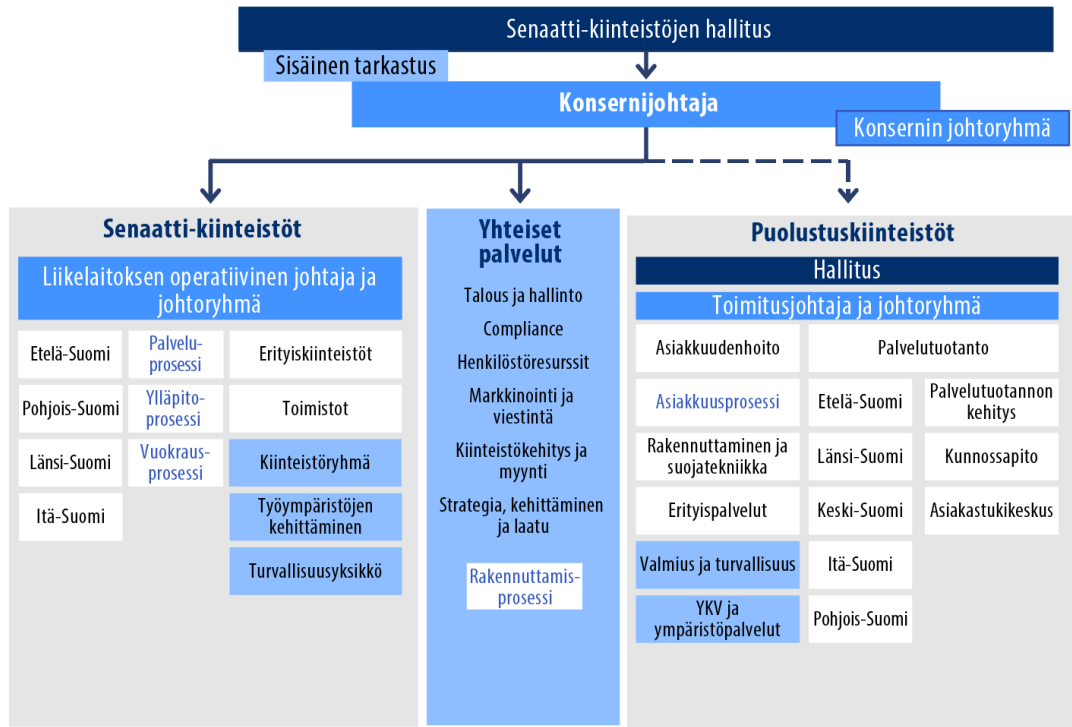 Senaatti-kiinteistöjen hallitus
Sisäinen tarkastus
Konsernijohtaja
Konsernin johtoryhmä
Senaatti-kiinteistöt
Liikelaitoksen operatiivinen johtaja ja
johtoryhmä
Etelä-Suomi
Pohjois-Suomi
Länsi-Suomi
Itä-Suomi
Palvelu-
prosessi
Ylläpito-
prosessi
Vuokraus-
prosessi
Erityiskiinteistöt
Toimistot
Kiinteistöryhmä
Työympäristöjen
kehittäminen
Turvallisuusyksikkö
Yhteiset
palvelut
Talous ja hallinto
Compliance
Henkilöstöresurssit
Markkinointi ja
viestintä
Kiinteistökehitys ja
myynti
Strategia, kehittäminen
ja laatu
Rakennuttamis-
prosessi
Puolustuskiinteistöt
Hallitus
Toimitusjohtaja ja johtoryhmä
Asiakkuudenhoito
Asiakkuusprosessi
Rakennuttaminen ja
suojatekniikka
Erityispalvelut
Valmius ja turvallisuus
YKV ja
ympäristöpalvelut
Palvelutuotanto
Etelä-Suomi
Länsi-Suomi
Keski-Suomi
Itä-Suomi
Pohjois-Suomi
Palvelutuotannon
kehitys
Kunnossapito
Asiakastukikeskus